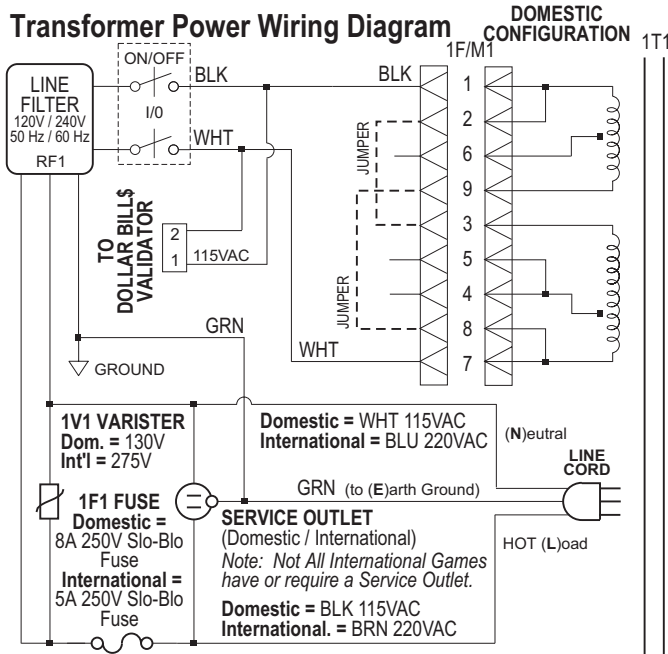 Transformer Power Wiring Diagram
DOMESTIC
CONFIGURATION
1T1
1F/M1
ON/OFF
BLK
BLK
LINE
FILTER
120V / 240V
50 Hz / 60 Hz
RF1
I/0
WHT
1
2
6
9
3
5
4
8
7
JUMPER
JUMPER
TO
DOLLAR BILL$
VALIDATOR
2
1
115VAC
GRN
WHT
GROUND
1V1 VARISTER
Dom. = 130V
Int'l = 275V
Domestic = WHT 115VAC
International = BLU 220VAC
(N)eutral
LINE
CORD
GRN (to (E)arth Ground)
1F1 FUSE
Domestic =
8A 250V Slo-Blo
Fuse
International =
5A 250V Slo-Blo
Fuse
SERVICE OUTLET
(Domestic / International)
Note: Not All International Games
have or require a Service Outlet.
HOT (L)oad
Domestic = BLK 115VAC
International. = BRN 220VAC